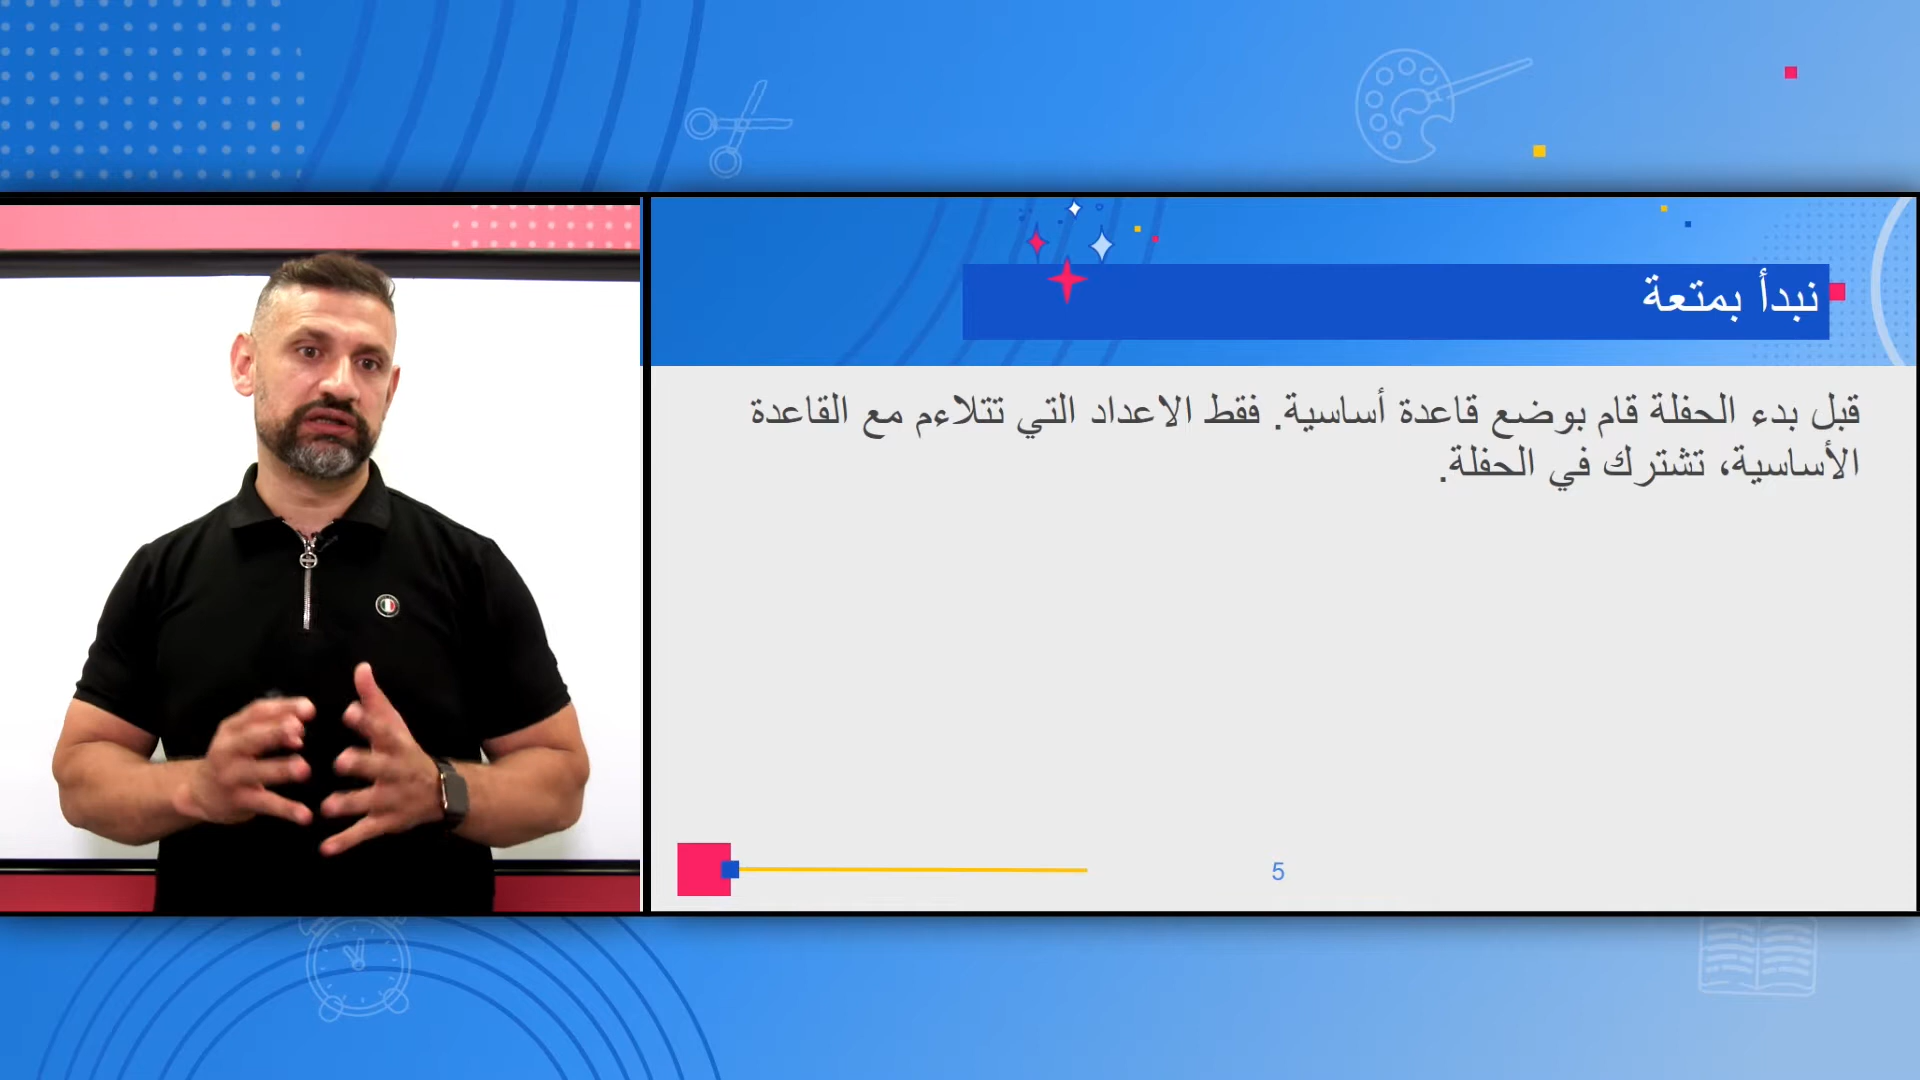 نبدأ بمتعة
قبل بدء الحفلة قام بوضع قاعدة أساسية. فقط الاعداد التي تتلاءم مع القاعدة
الأساسية، تشترك في الحفلة.
5